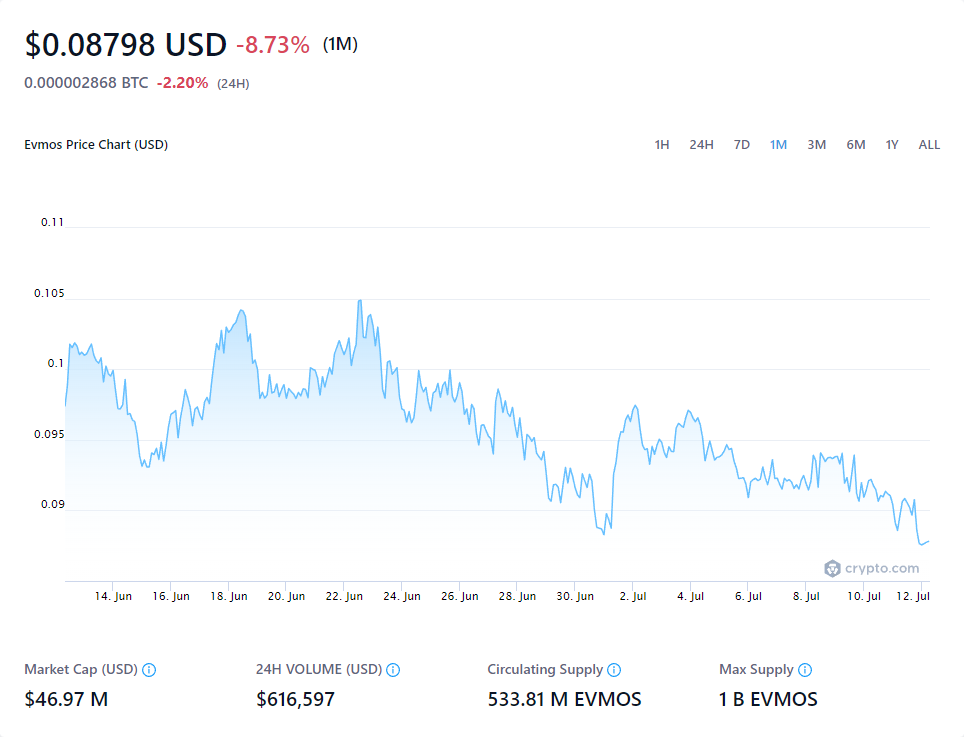 $0.08798 USD -8.73% (1M)
0.000002868 BTC -2.20% (24H)
Evmos Price Chart (USD) 1H 24H 7D 1M 3M 6M 1Y ALL
0.11
0.105
0.1
0.095
0.09
crypto.com
14. Jun 16. Jun 18. Jun 20. Jun 22. Jun 24. Jun 26. Jun 28. Jun 30. Jun 2. Jul 4. Jul 6. Jul 8. Jul 10. Jul 12. Jul
Market Cap (USD) 24H VOLUME (USD) Circulating Supply Max Supply
$46.97 M $616,597 533.81 M EVMOS 1 B EVMOS